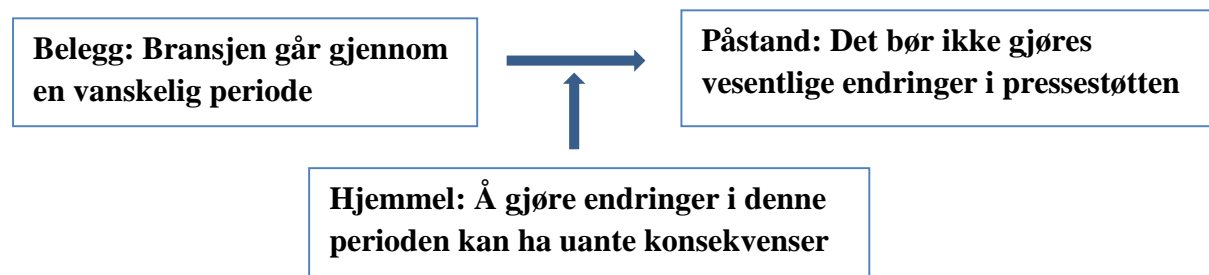 Belegg: Bransjen går gjennom
en vanskelig periode
Påstand: Det bør ikke gjøres
vesentlige endringer i pressestøtten
Hjemmel: Å gjøre endringer i denne
perioden kan ha uante konsekvenser